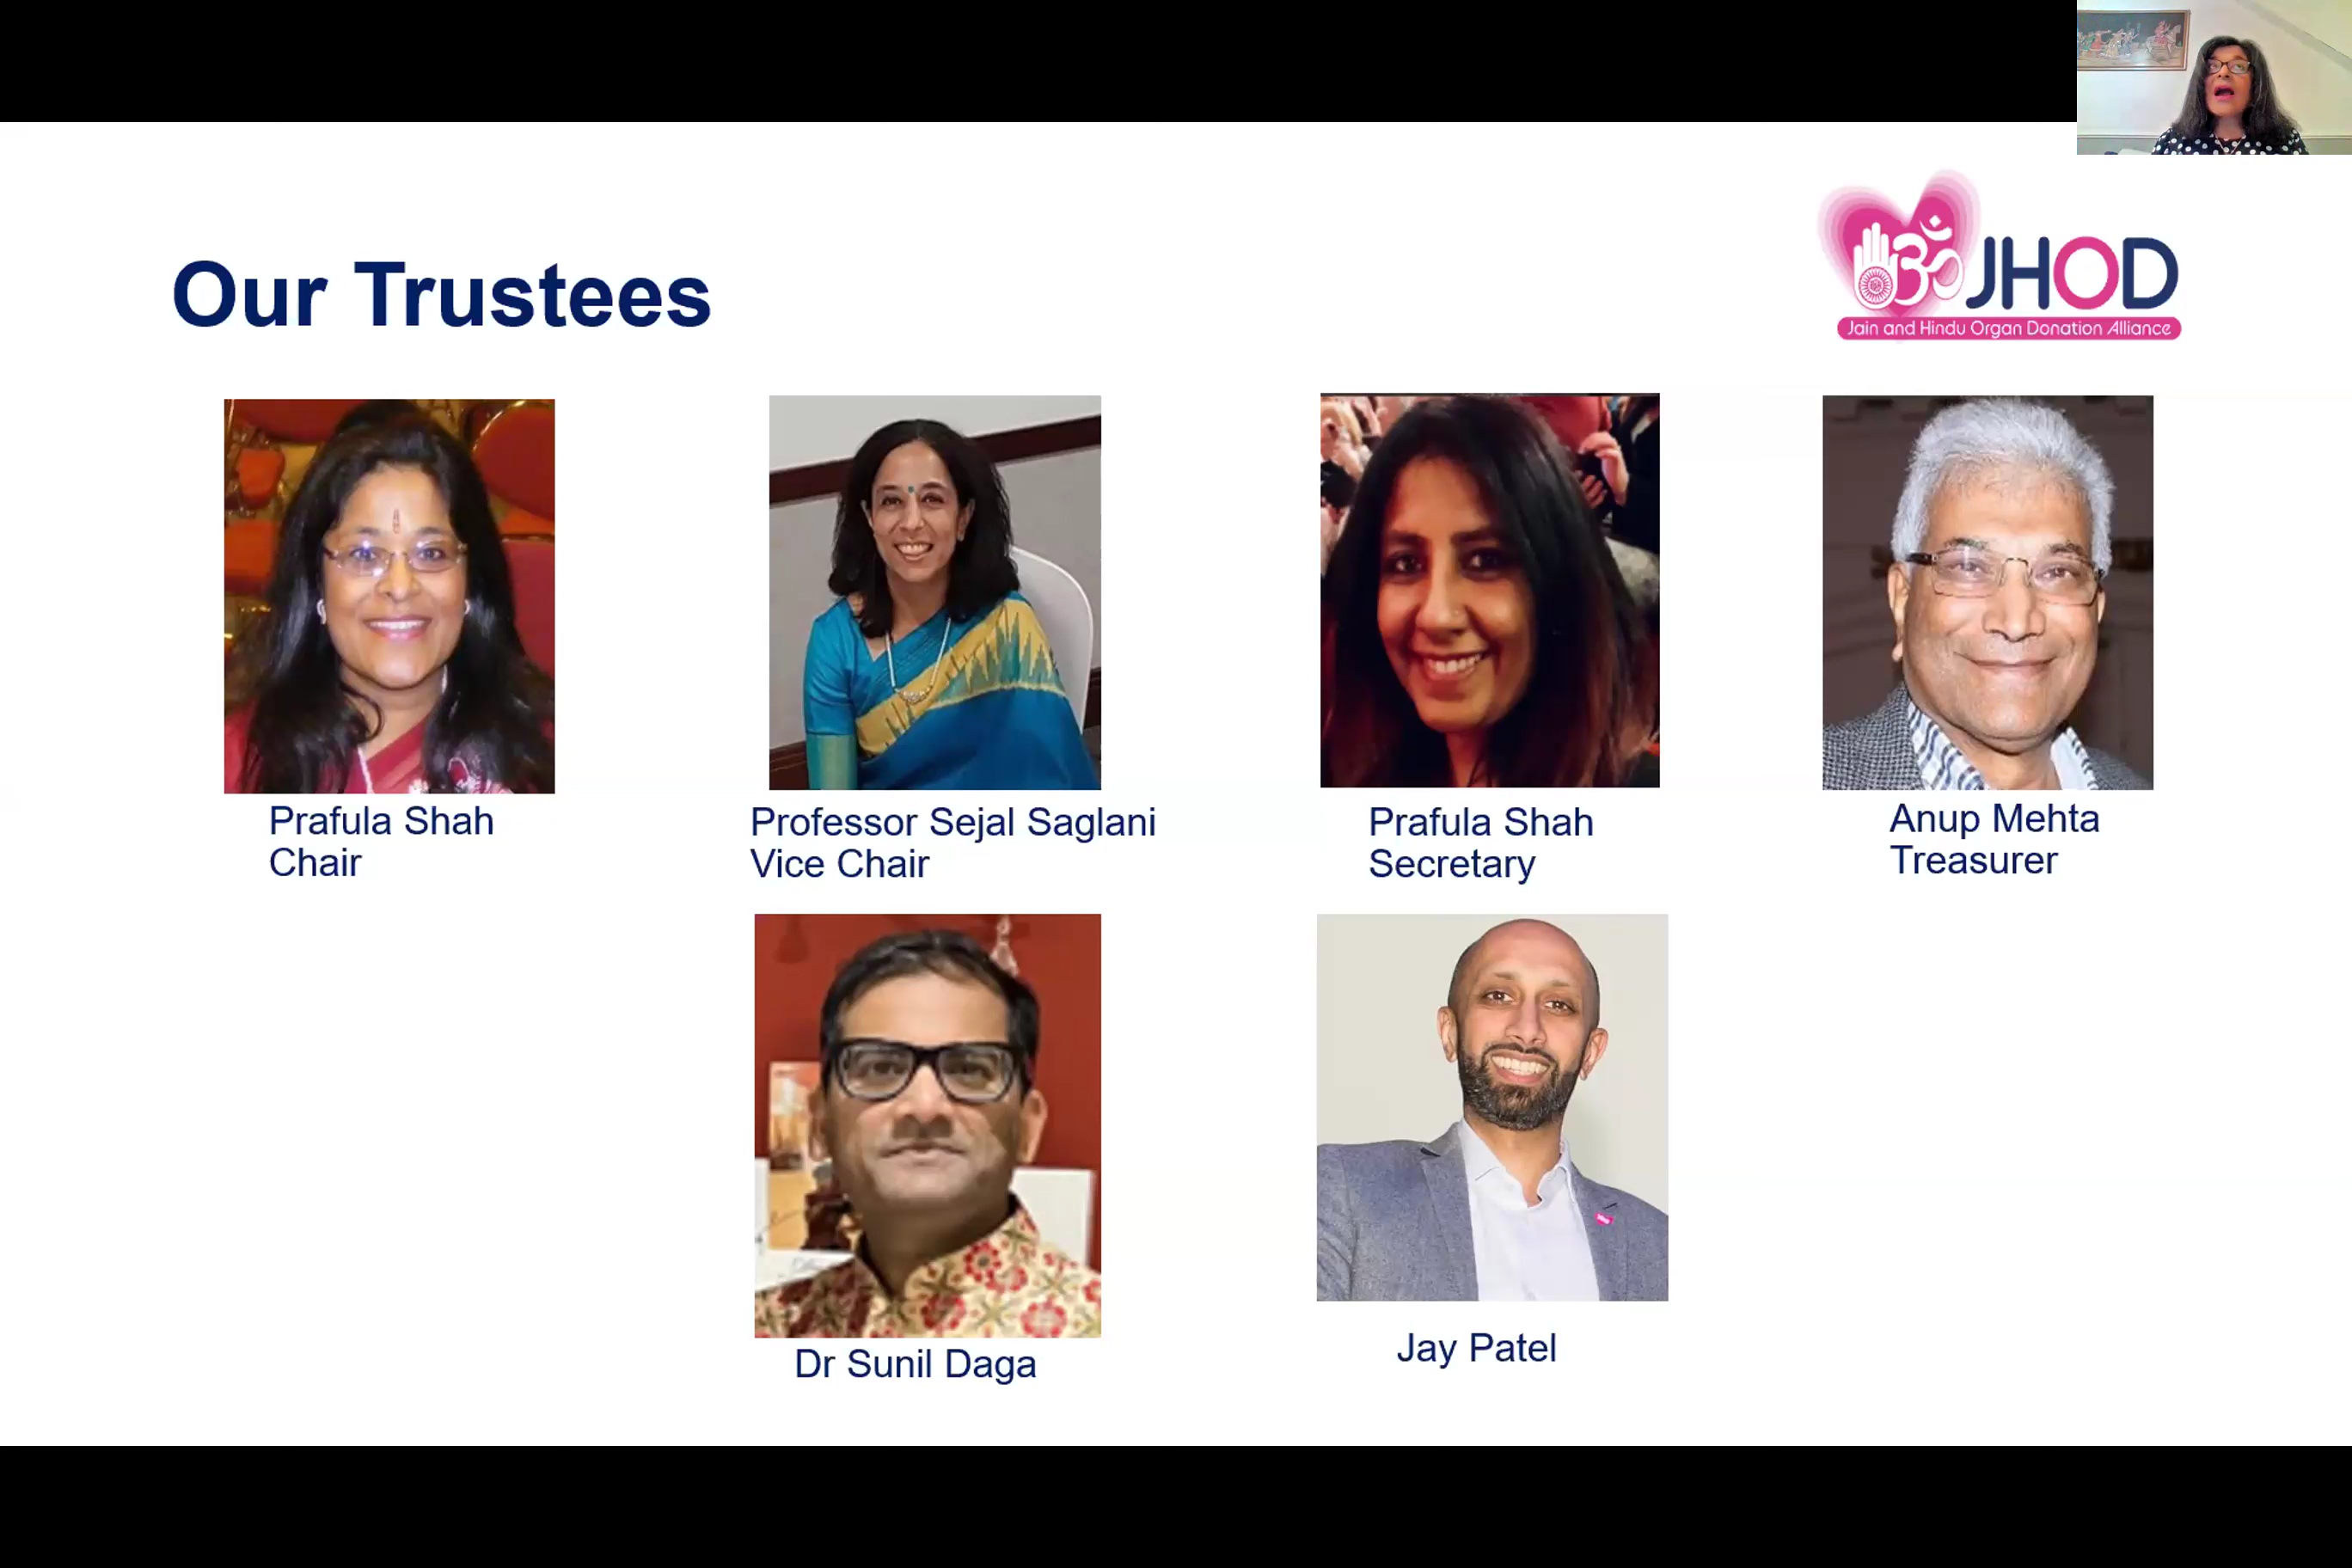 Our Trustees
JHOD
Jain and Hindu Organ Donation Alliance
Prafula Shah
Chair
Professor Sejal Saglani
Vice Chair
Prafula Shah
Secretary
Anup Mehta
Treasurer
Dr Sunil Daga
Jay Patel